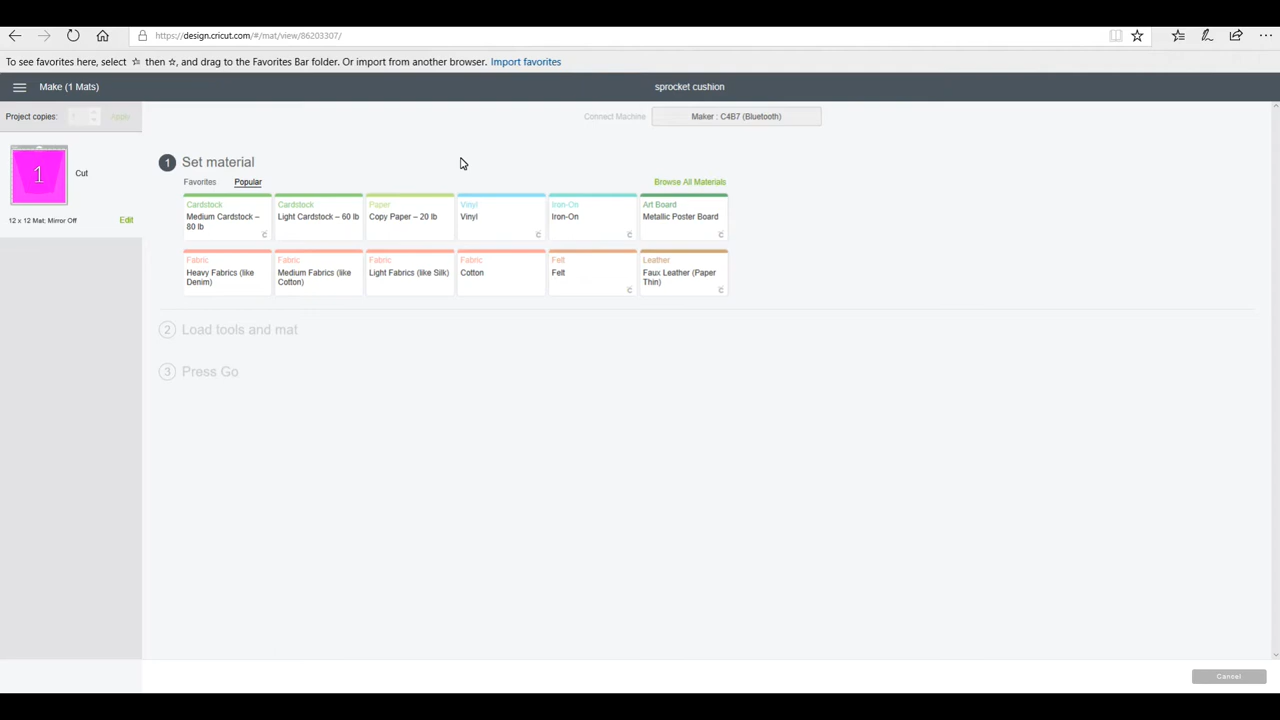 https://design.cricut.com/#/mat/view/86203307/
To see favorites here, select ☆ then ☆, and drag to the Favorites Bar folder. Or import from another browser. Import favorites
Make (1 Mats)
sprocket cushion
Project copies:
1
Apply
Connect Machine
Maker : C4B7 (Bluetooth)
1
Cut
12 x 12 Mat; Mirror Off
Edit
1 Set material
Favorites Popular
Browse All Materials
Cardstock
Medium Cardstock –
80 lb
Cardstock
Light Cardstock – 60 lb
Paper
Copy Paper – 20 lb
Vinyl
Vinyl
Iron-On
Iron-On
Art Board
Metallic Poster Board
Fabric
Heavy Fabrics (like
Denim)
Fabric
Medium Fabrics (like
Cotton)
Fabric
Light Fabrics (like Silk)
Fabric
Cotton
Felt
Felt
Leather
Faux Leather (Paper
Thin)
2 Load tools and mat
3 Press Go
Cancel